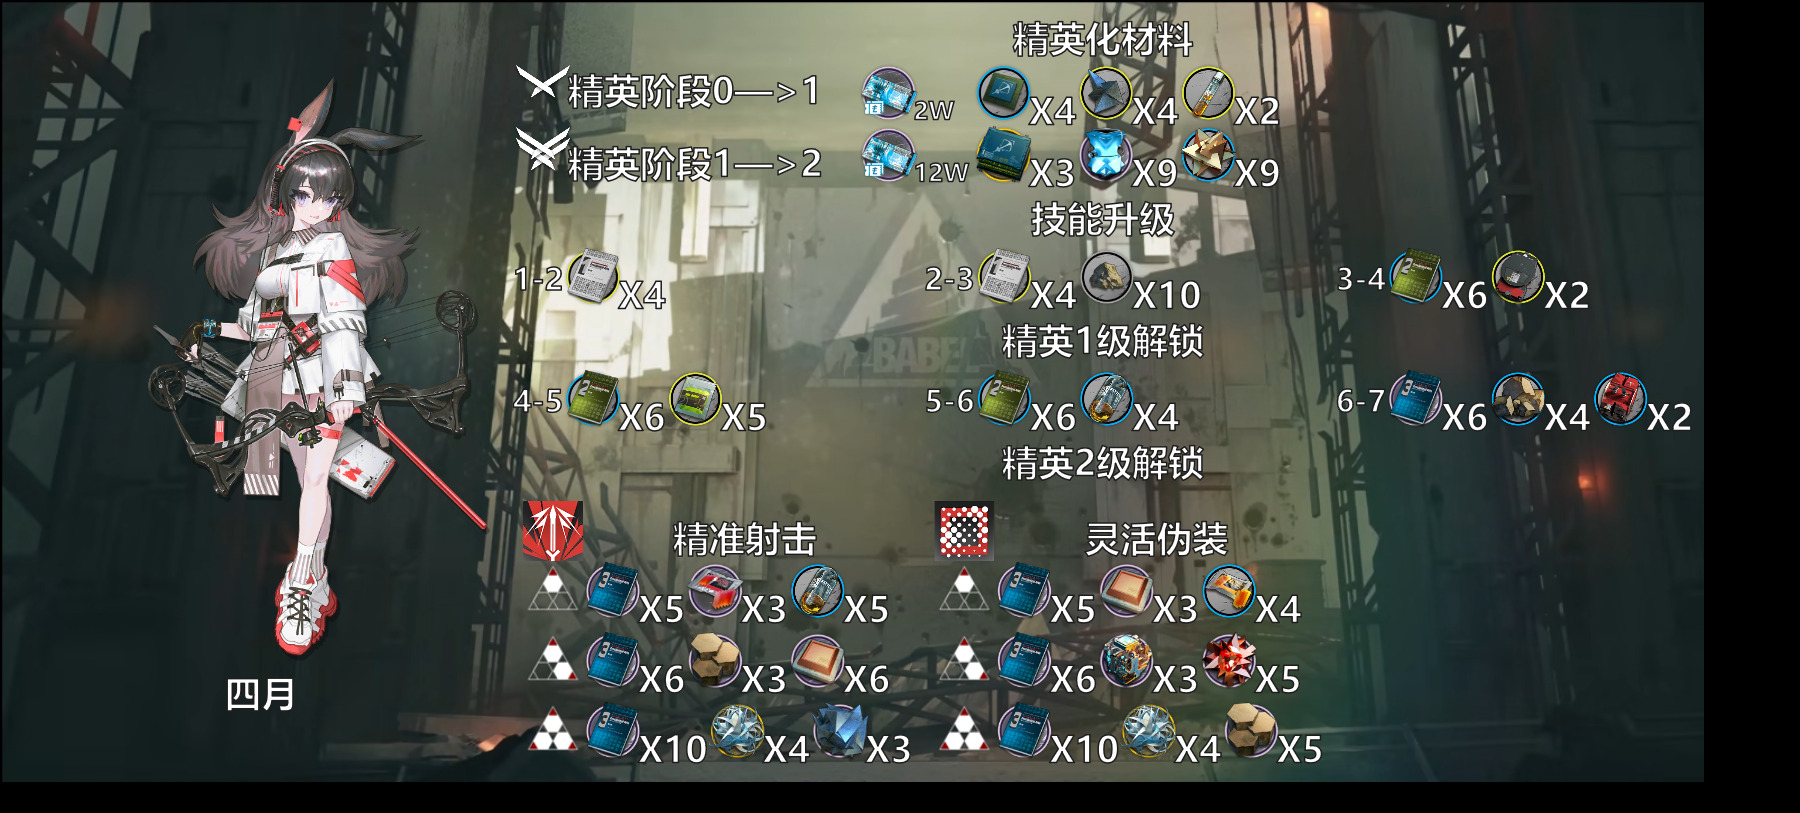 精英化材料
精英阶段0—>1 2W X4 X4 X2
精英阶段1—>2 12W X3 X9 X9
技能升级
1-2 X4 2-3 X4 X10 3-4 X6 X2
BABEL
精英1级解锁
4-5 X6 X5 5-6 X6 X4 6-7 X6 X4 X2
精英2级解锁
精准射击 灵活伪装
X5 X3 X5 X5 X3 X4
X6 X3 X6 X6 X3 X5
四月
X10 X4 X3 X10 X4 X5